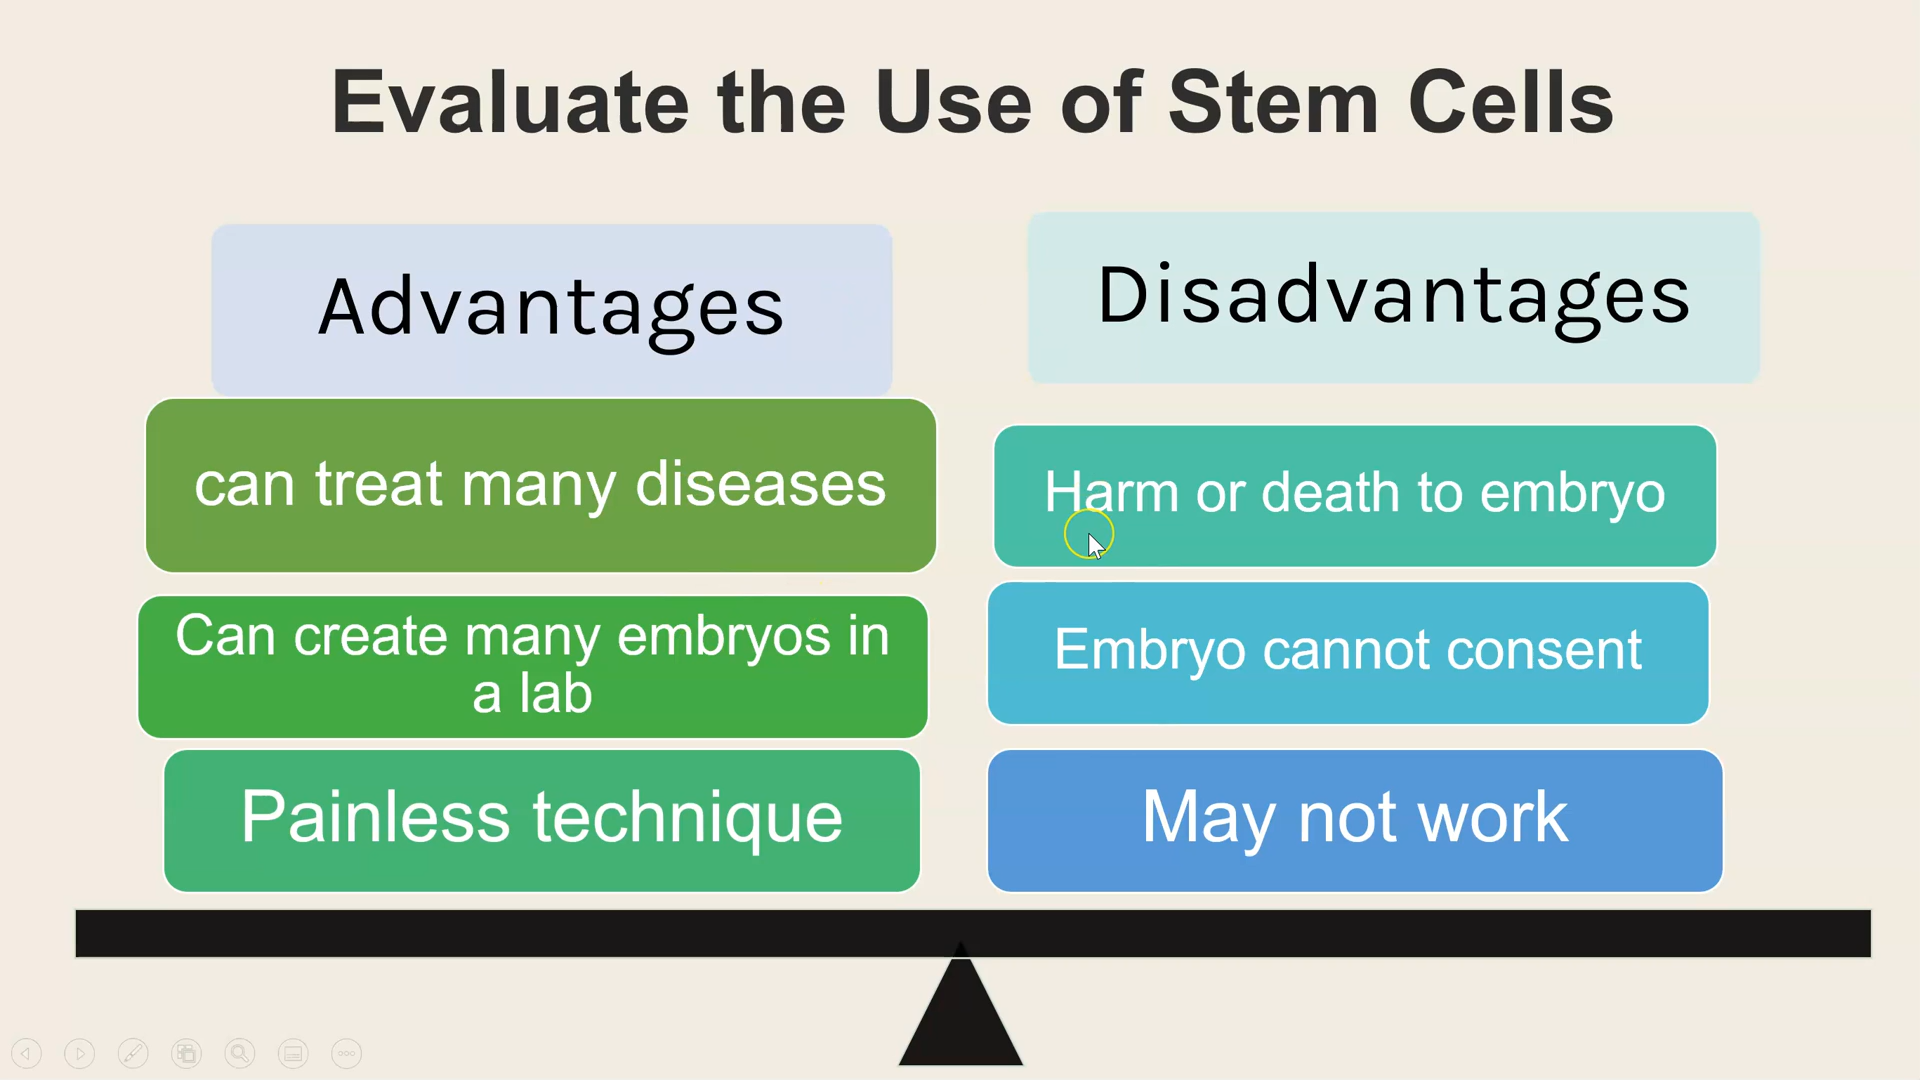 Evaluate the Use of Stem Cells
Advantages
can treat many diseases
Can create many embryos in
a lab
Painless technique
Disadvantages
Harm or death to embryo
Embryo cannot consent
May not work